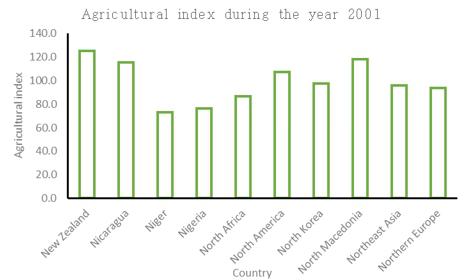 Agricultural index during the year 2001
Agricultural index
140.0
120.0
100.0
80.0
60.0
40.0
20.0
0.0
New Zealand
Nicaragua
Niger
Nigeria
North Africa
North America
North Korea
North Macedonia
Northeast Asia
Northern Europe
Country